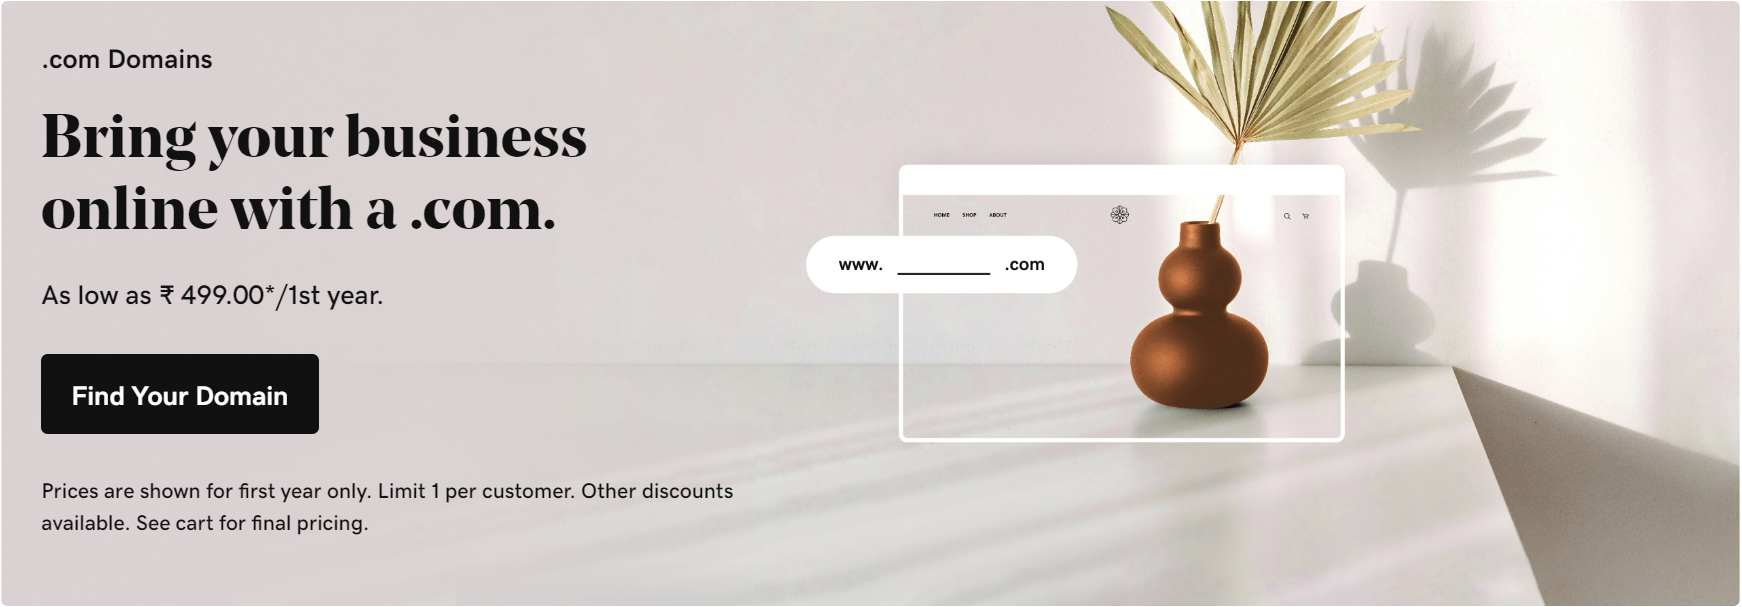 .com Domains
Bring your business
online with a .com.
As low as ₹ 499.00*/1st year.
Find Your Domain
Prices are shown for first year only. Limit 1 per customer. Other discounts
available. See cart for final pricing.
HOME SHOP ABOUT
www. ________ .com